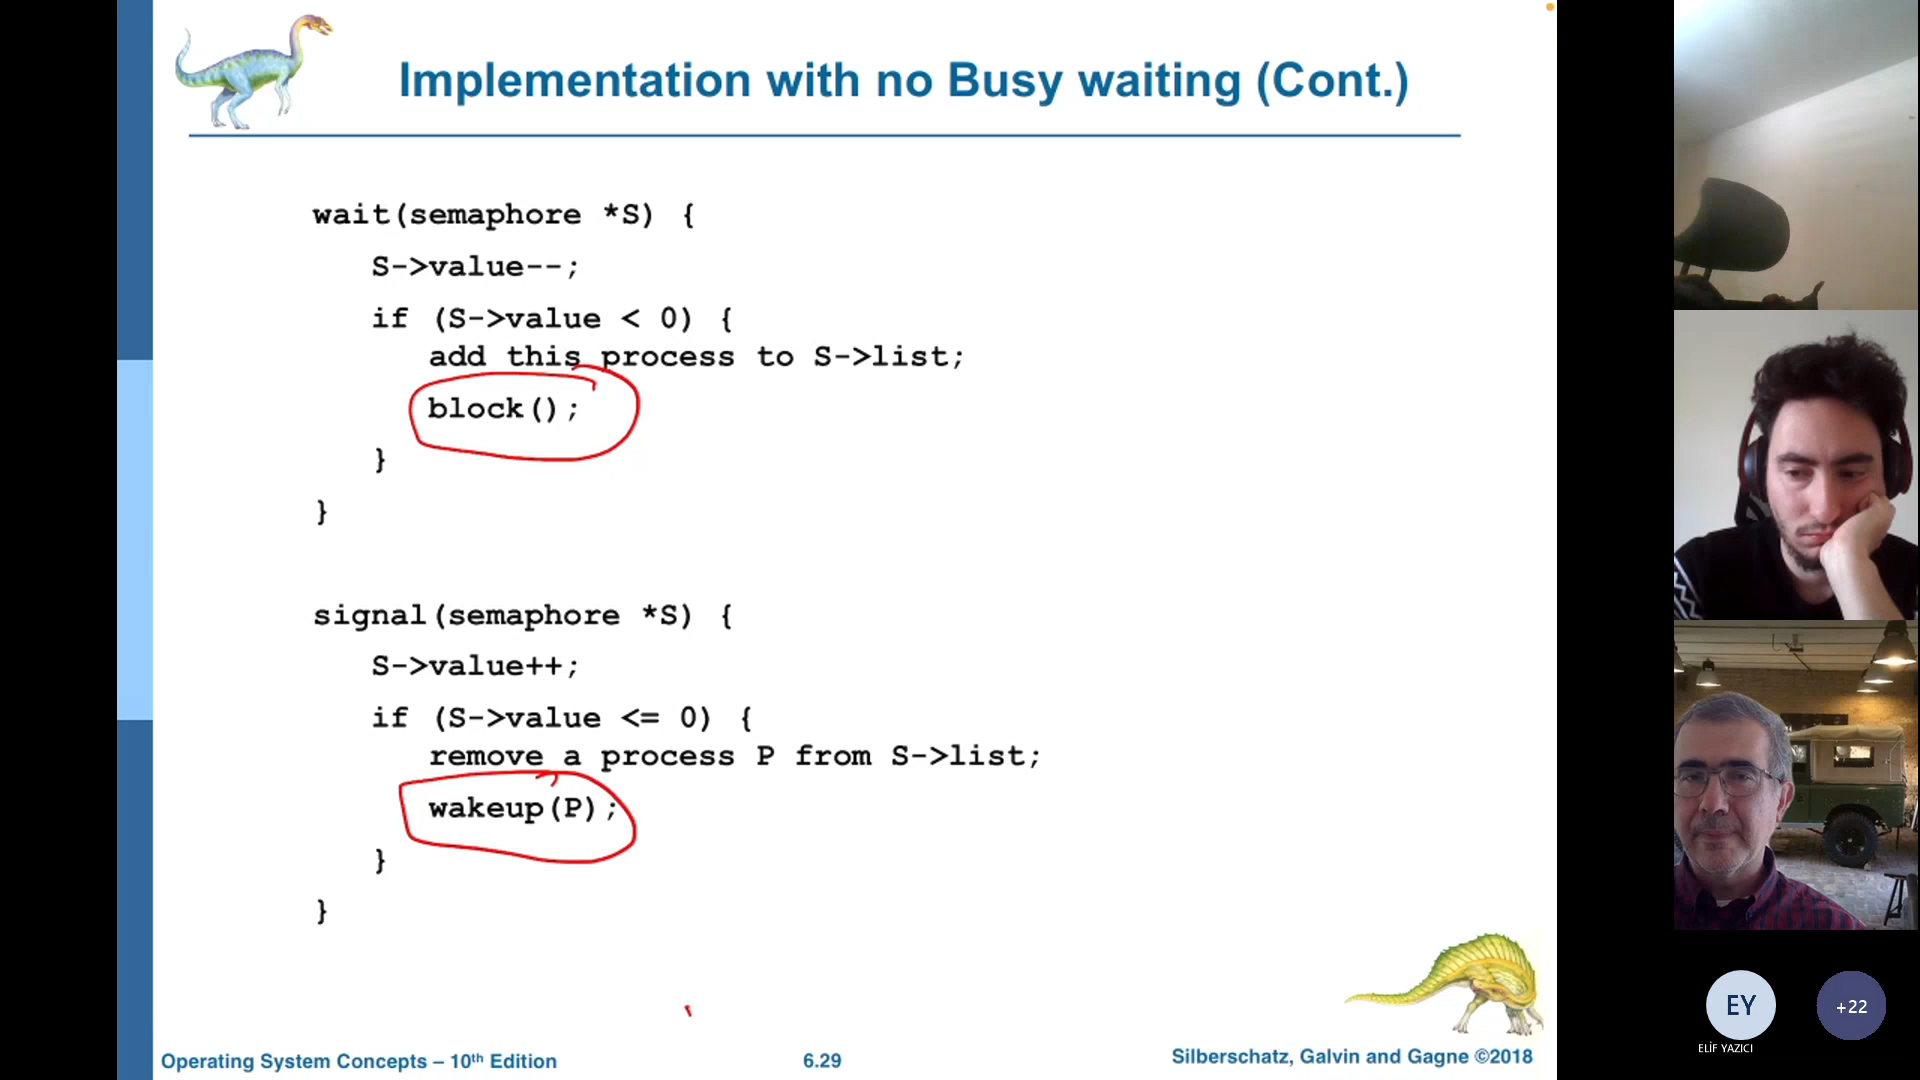 Implementation with no Busy waiting (Cont.)
wait(semaphore *S) {
S->value--;
if (S->value < 0) {
add this process to S->list;
block();
}
}
signal(semaphore *S) {
S->value++;
if (S->value <= 0) {
remove a process P from S->list;
wakeup(P);
}
}
Operating System Concepts – 10th Edition
6.29
Silberschatz, Galvin and Gagne ©2018
EY
+22
ELİF YAZICI